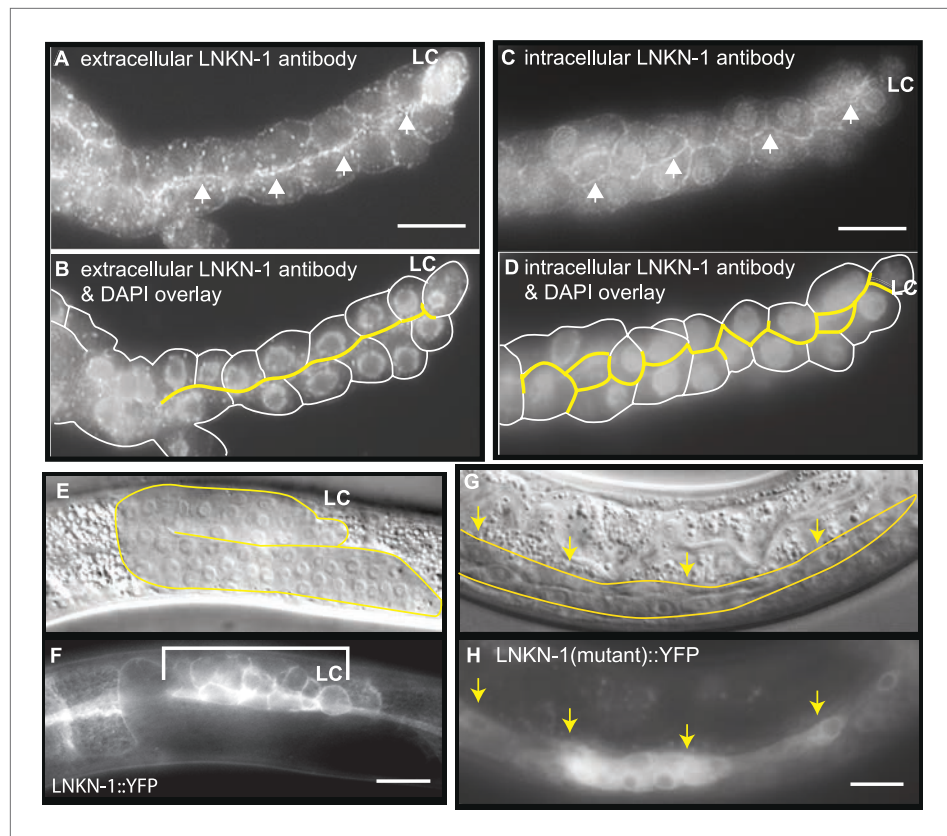 A extracellular LNKN-1 antibody
LC
B extracellular LNKN-1 antibody
& DAPI overlay
LC
C intracellular LNKN-1 antibody
LC
D intracellular LNKN-1 antibody
& DAPI overlay
LC
E
LC
F
LC
LNKN-1::YFP
G
H LNKN-1(mutant)::YFP